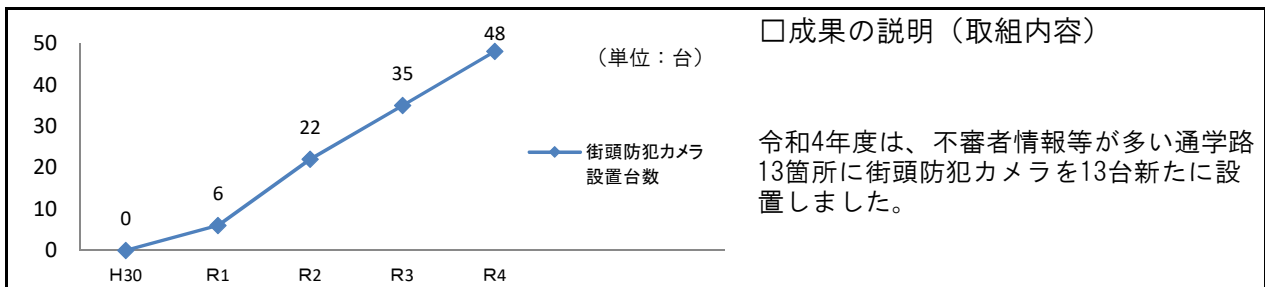 50
40
30
20
10
0
0
6
22
35
48
H30
R1
R2
R3
R4
(単位:台)
街頭防犯カメラ
設置台数
□成果の説明(取組内容)
令和4年度は、不審者情報等が多い通学路
13箇所に街頭防犯カメラを13台新たに設
置しました。